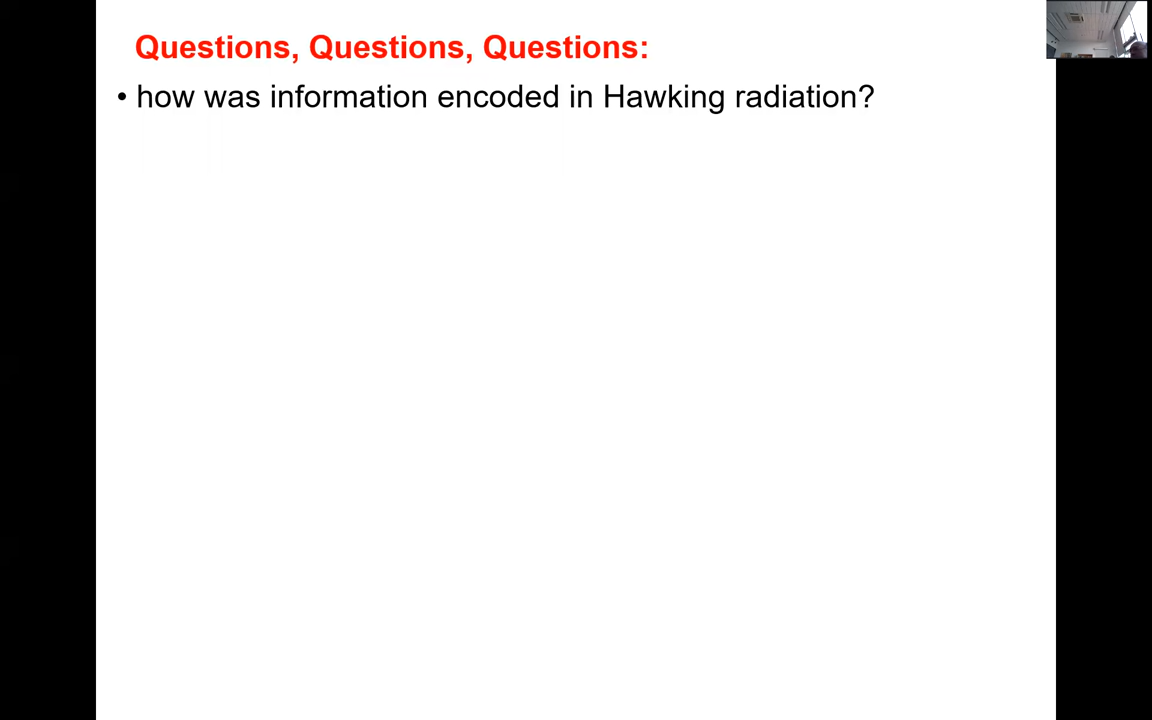 Questions, Questions, Questions:
• how was information encoded in Hawking radiation?